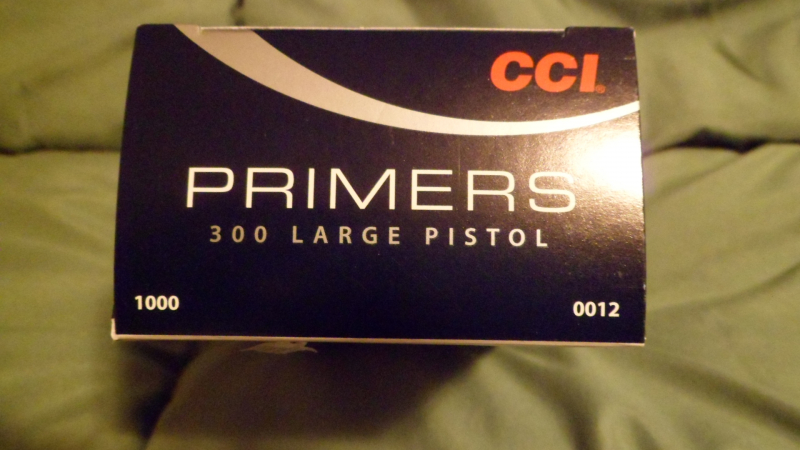 CCI
PRIMERS
300 LARGE PISTOL
1000
0012